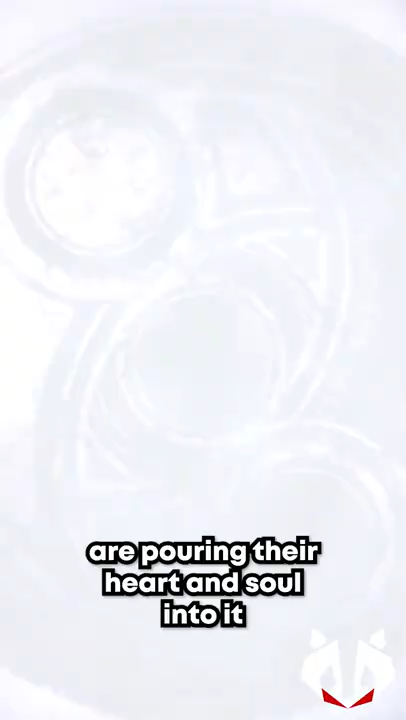 are pouring their
heart and soul
into it